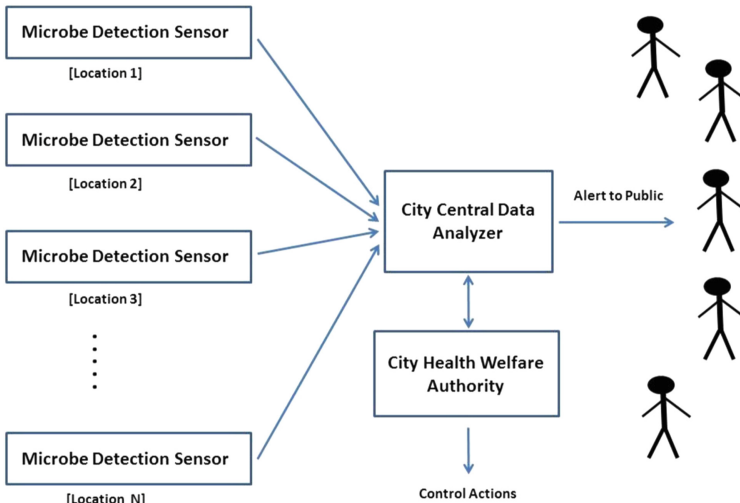 Microbe Detection Sensor
[Location 1]
Microbe Detection Sensor
[Location 2]
Microbe Detection Sensor
[Location 3]
Microbe Detection Sensor
[Location N]
City Central Data
Analyzer
Alert to Public
City Health Welfare
Authority
Control Actions